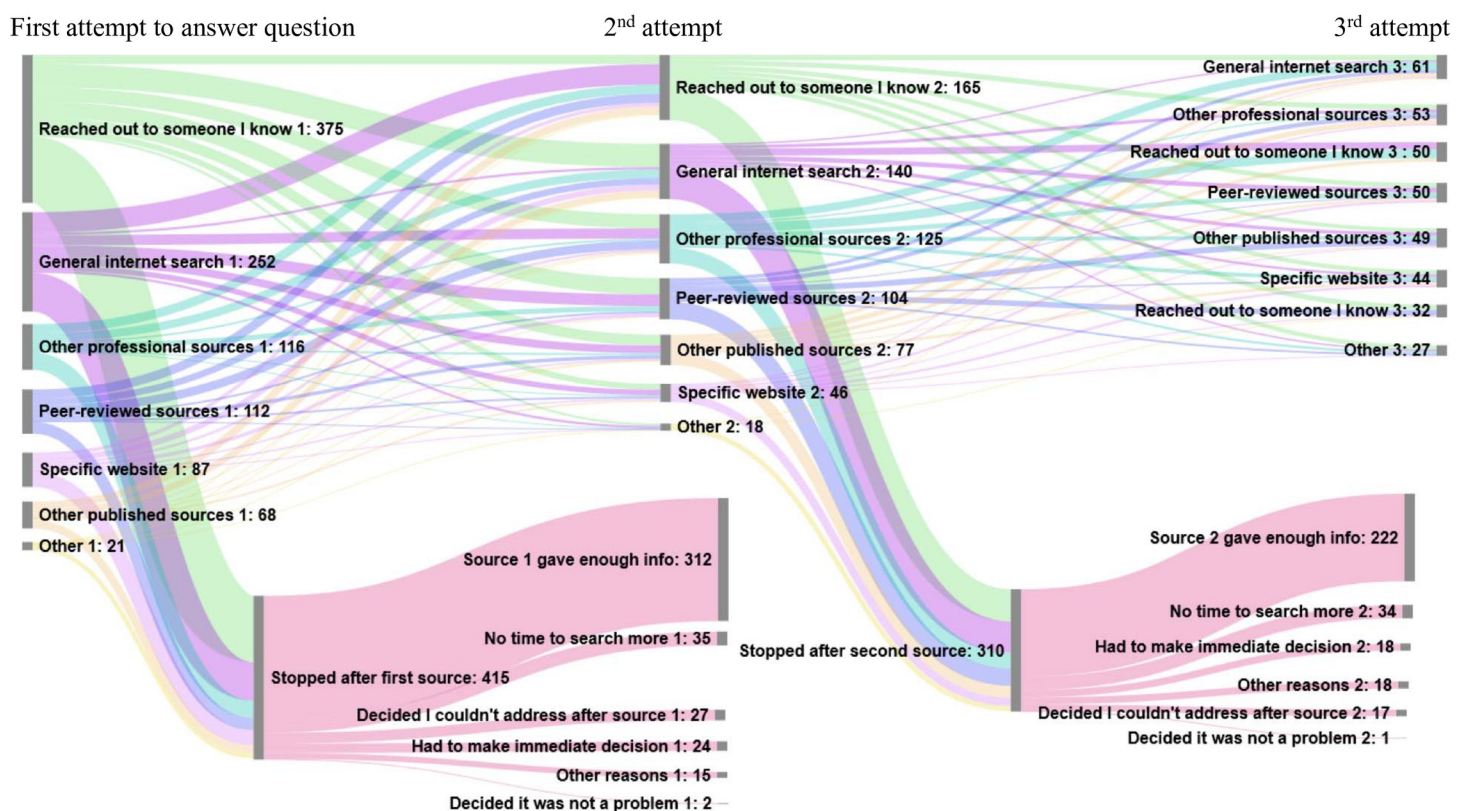 First attempt to answer question
2nd attempt
3rd attempt
Reached out to someone I know 1: 375
General internet search 1: 252
Other professional sources 1: 116
Peer-reviewed sources 1: 112
Specific website 1: 87
Other published sources 1: 68
Other 1: 21
Reached out to someone I know 2: 165
General internet search 2: 140
Other professional sources 2: 125
Peer-reviewed sources 2: 104
Other published sources 2: 77
Specific website 2: 46
Other 2: 18
General internet search 3: 61
Other professional sources 3: 53
Reached out to someone I know 3 : 50
Peer-reviewed sources 3: 50
Other published sources 3: 49
Specific website 3: 44
Reached out to someone I know 3: 32
Other 3: 27
Stopped after first source: 415
Source 1 gave enough info: 312
No time to search more 1: 35
Decided I couldn't address after source 1: 27
Had to make immediate decision 1: 24
Other reasons 1: 15
Decided it was not a problem 1: 2
Stopped after second source: 310
Source 2 gave enough info: 222
No time to search more 2: 34
Had to make immediate decision 2: 18
Other reasons 2: 18
Decided I couldn't address after source 2: 17
Decided it was not a problem 2: 1